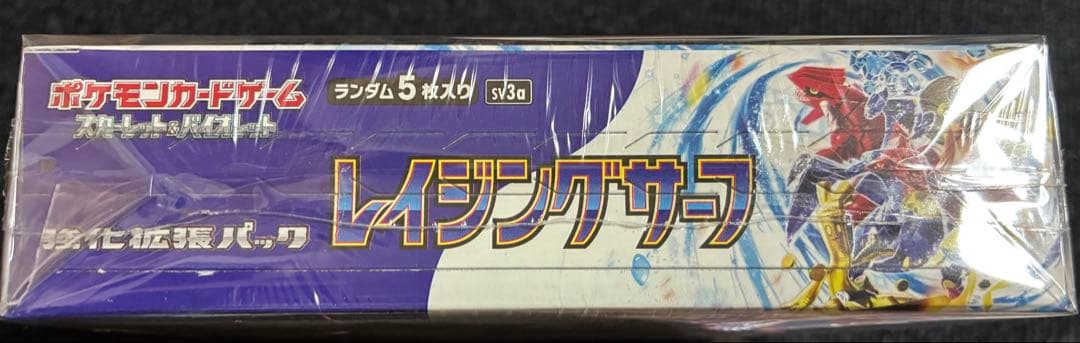 ポケモンカードゲーム
スカーレット&バイオレット
ランダム5枚入り sv3a
強化拡張パック
レイジングサーフ